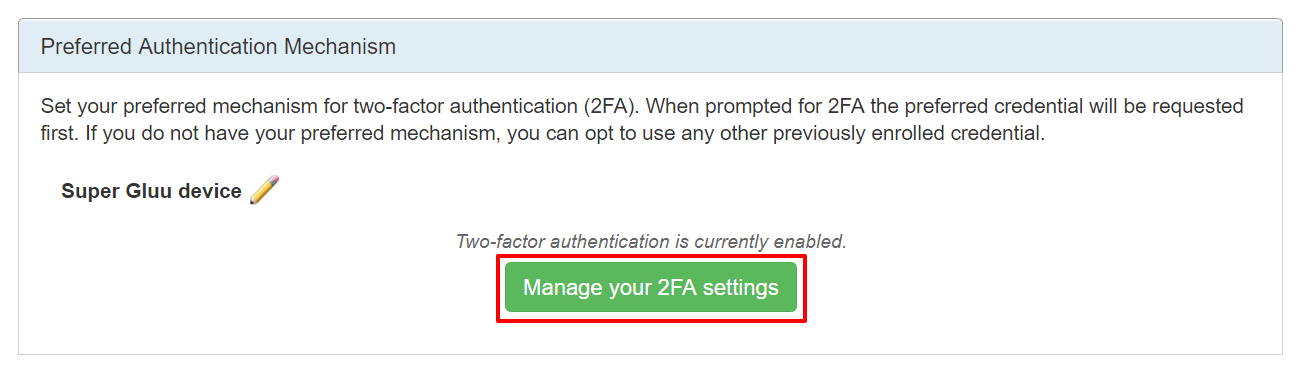 Preferred Authentication Mechanism
Set your preferred mechanism for two-factor authentication (2FA). When prompted for 2FA the preferred credential will be requested
first. If you do not have your preferred mechanism, you can opt to use any other previously enrolled credential.
Super Gluu device
Two-factor authentication is currently enabled.
Manage your 2FA settings